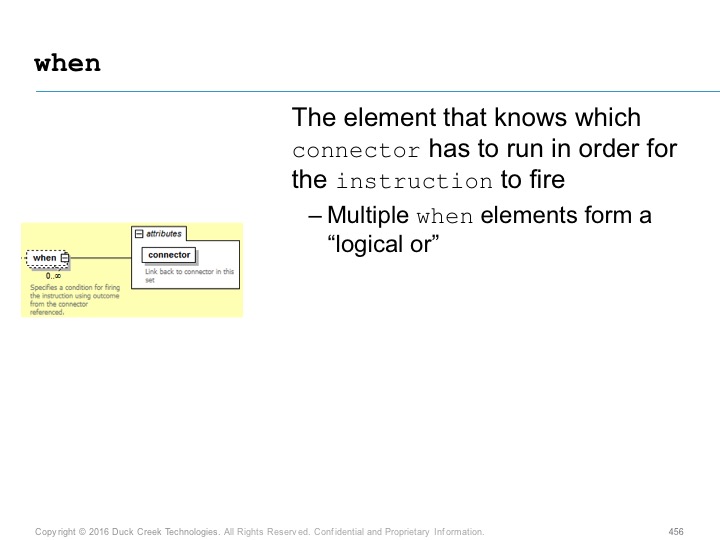 when
The element that knows which
connector has to run in order for
the instruction to fire
– Multiple when elements form a
“logical or”
attributes
when
connector
Link back to connector in this
set
0..∞
Specifies a condition for firing
the instruction using outcome
from the connector
referenced.
Copyright © 2016 Duck Creek Technologies. All Rights Reserved. Confidential and Proprietary Information.
456